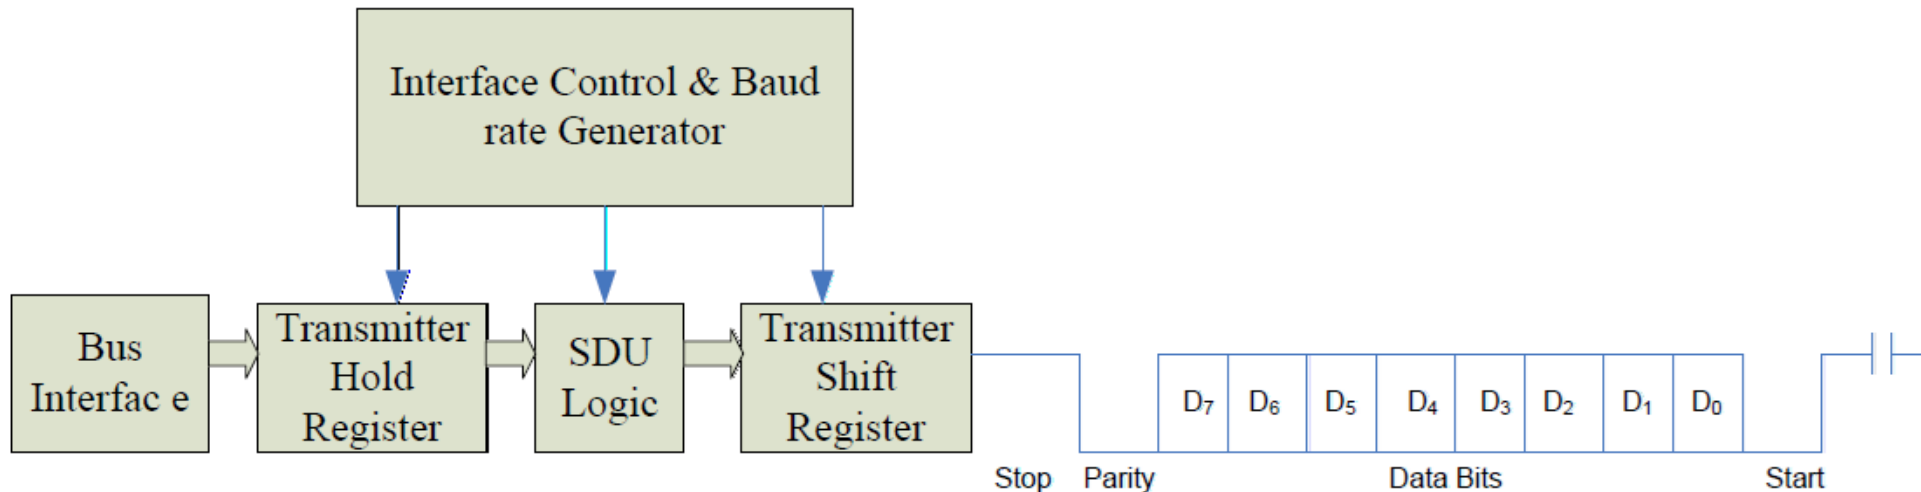 Interface Control & Baud
rate Generator
Bus
Interfac e
Transmitter
Hold
Register
SDU
Logic
Transmitter
Shift
Register
D₇ D₆ D₅ D₄ D₃ D₂ D₁ D₀
Stop Parity Data Bits Start